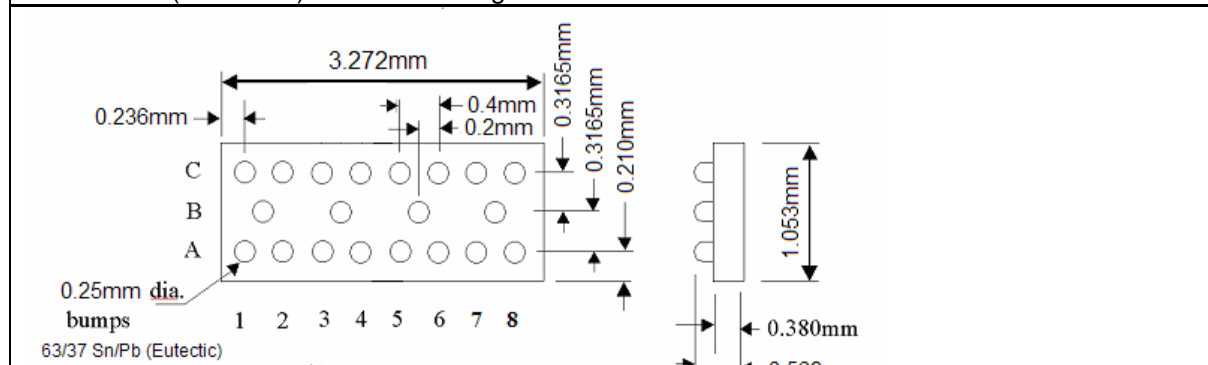 3.272mm
0.236mm
0.4mm
0.2mm
0.3165mm
0.3165mm
0.210mm
C
B
A
1.053mm
0.25mm dia.
bumps
1 2 3 4 5 6 7 8
0.380mm
63/37 Sn/Pb (Eutectic)